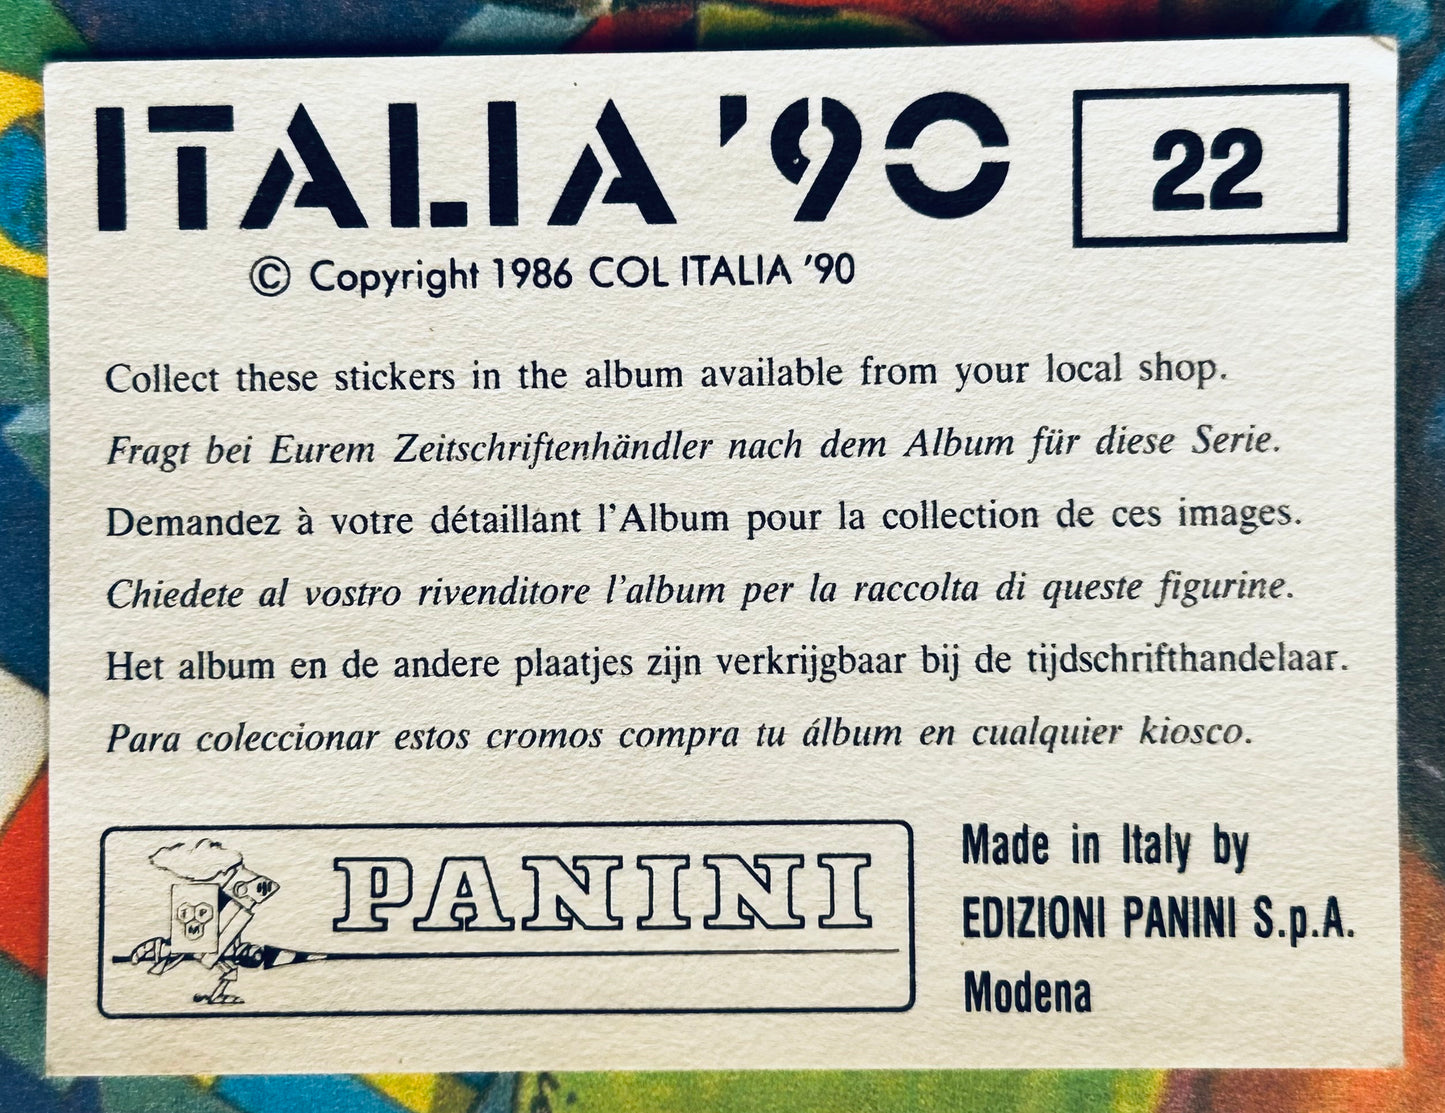 ITALIA '90 22
© Copyright 1986 COL ITALIA '90
Collect these stickers in the album available from your local shop.
Fragt bei Eurem Zeitschriftenhändler nach dem Album für diese Serie.
Demandez à votre détaillant l'Album pour la collection de ces images.
Chiedete al vostro rivenditore l'album per la raccolta di queste figurine.
Het album en de andere plaatjes zijn verkrijgbaar bij de tijdschrifthandelaar.
Para coleccionar estos cromos compra tu álbum en cualquier kiosco.
PANINI
Made in Italy by
EDIZIONI PANINI S.p.A.
Modena